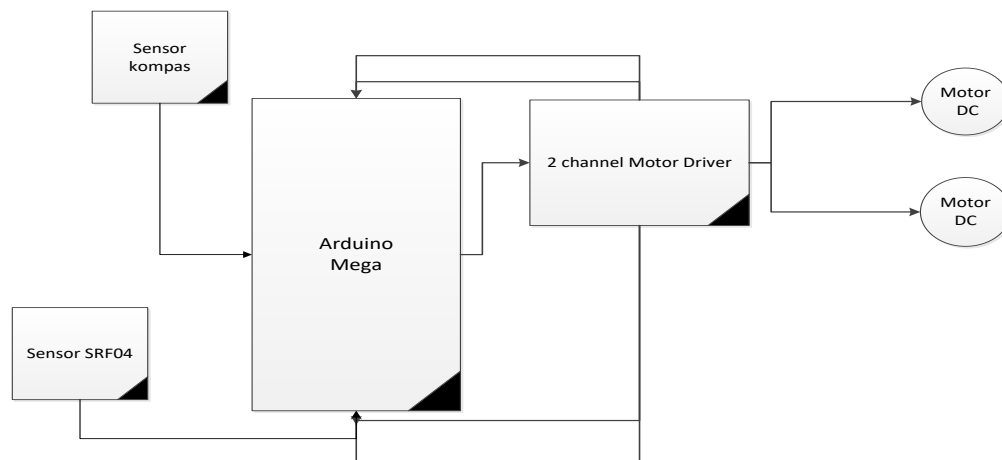 Sensor
kompas
Motor
DC
2 channel Motor Driver
Motor
DC
Arduino
Mega
Sensor SRF04